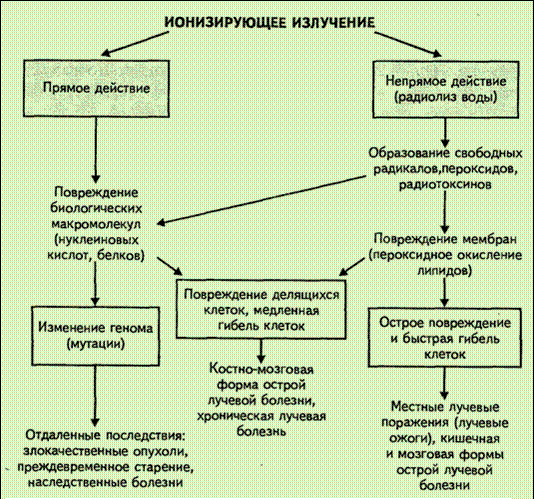 ИОНИЗИРУЮЩЕЕ ИЗЛУЧЕНИЕ
Прямое действие
Непрямое действие
(радиолиз воды)
Образование свободных
радикалов,пероксидов,
радиотоксинов
Повреждение
биологических
макромолекул
(нуклеиновых
кислот, белков)
Повреждение мембран
(пероксидное окисление
липидов)
Повреждение делящихся
клеток, медленная
гибель клеток
Изменение генома
(мутации)
Острое повреждение
и быстрая гибель
клеток
Костно-мозговая
форма острой
лучевой болезни,
хроническая лучевая
болезнь
Отдаленные последствия:
злокачественные опухоли,
преждевременное старение,
наследственные болезни
Местные лучевые
поражения (лучевые
ожоги), кишечная
и мозговая формы
острой лучевой
болезни